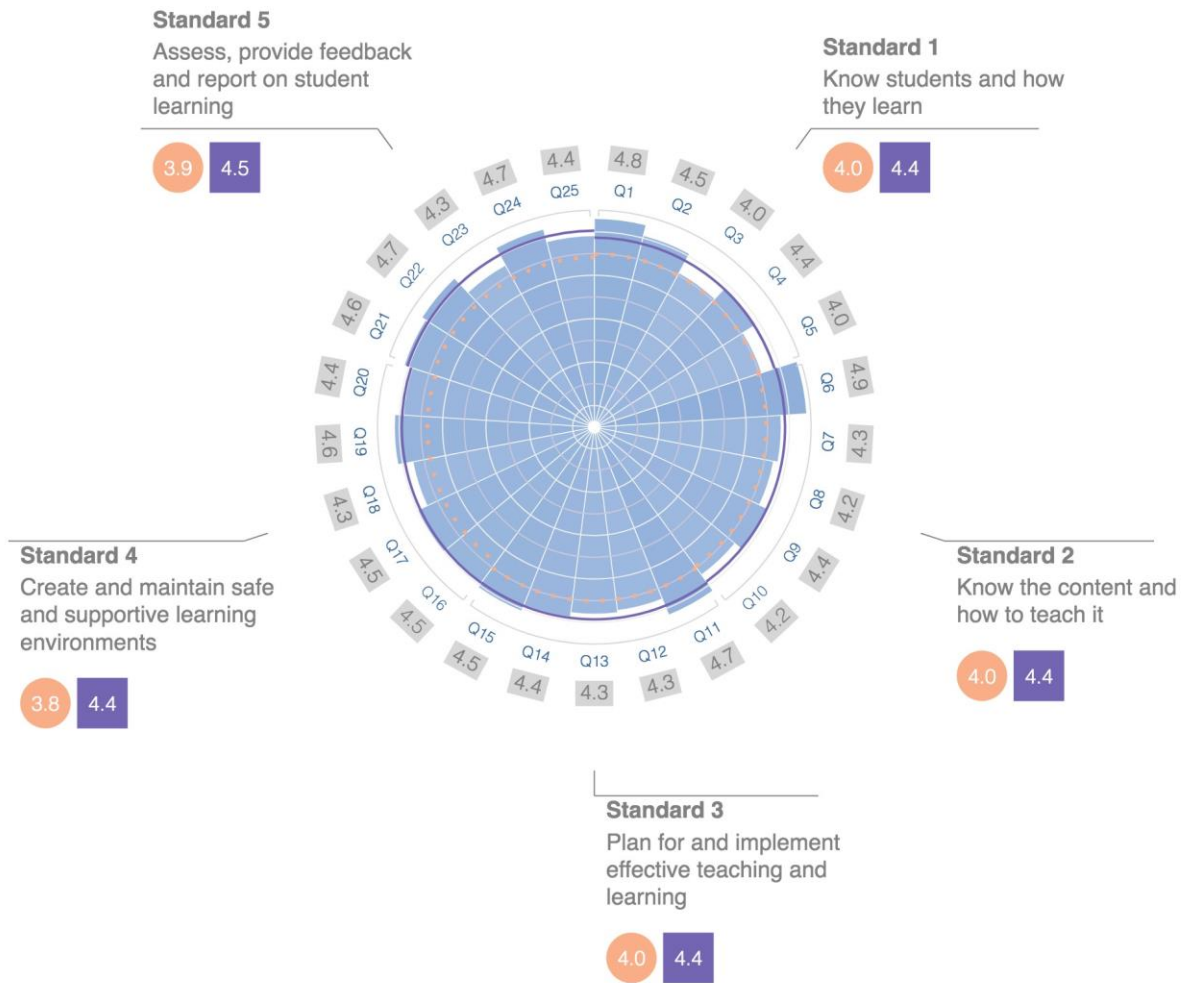 Standard 5
Assess, provide feedback
and report on student
learning
3.9 4.5
Standard 1
Know students and how
they learn
4.0 4.4
4.8
4.5
4.0
4.4
4.0
4.9
4.3
4.2
4.4
4.2
4.7
4.3
4.3
4.4
4.5
4.5
4.5
4.3
4.6
4.4
4.6
4.7
4.3
4.7
4.4
Q1
Q2
Q3
Q4
Q5
Q6
Q7
Q8
Q9
Q10
Q11
Q12
Q13
Q14
Q15
Q16
Q17
Q18
Q19
Q20
Q21
Q22
Q23
Q24
Q25
Standard 4
Create and maintain safe
and supportive learning
environments
3.8 4.4
Standard 2
Know the content and
how to teach it
4.0 4.4
Standard 3
Plan for and implement
effective teaching and
learning
4.0 4.4